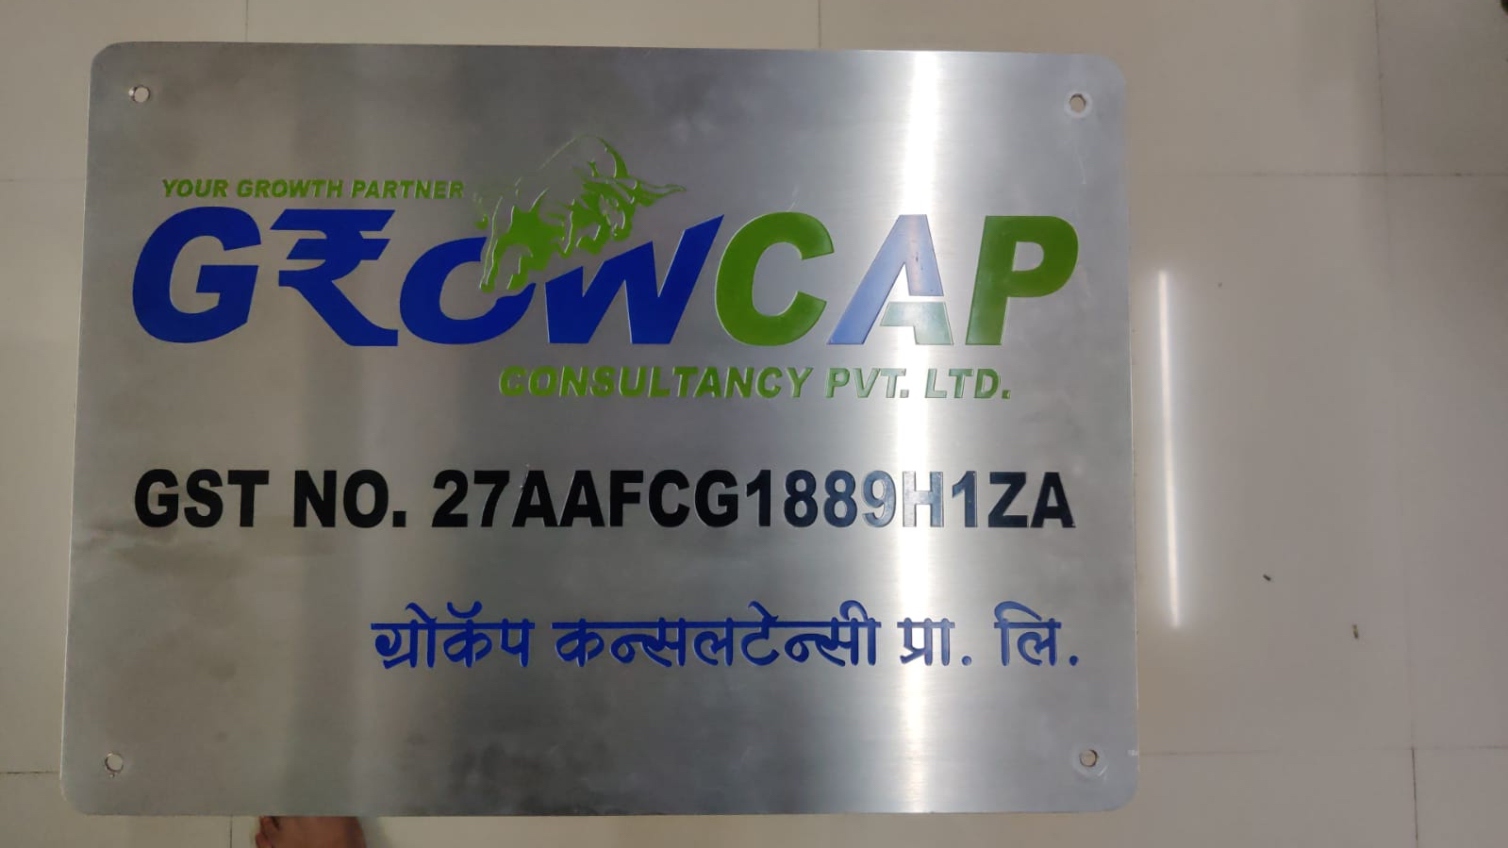 YOUR GROWTH PARTNER
G₹OWCAP
CONSULTANCY PVT. LTD.
GST NO. 27AAFCG1889H1ZA
ग्रोकॅप कन्सलटेन्सी प्रा. लि.